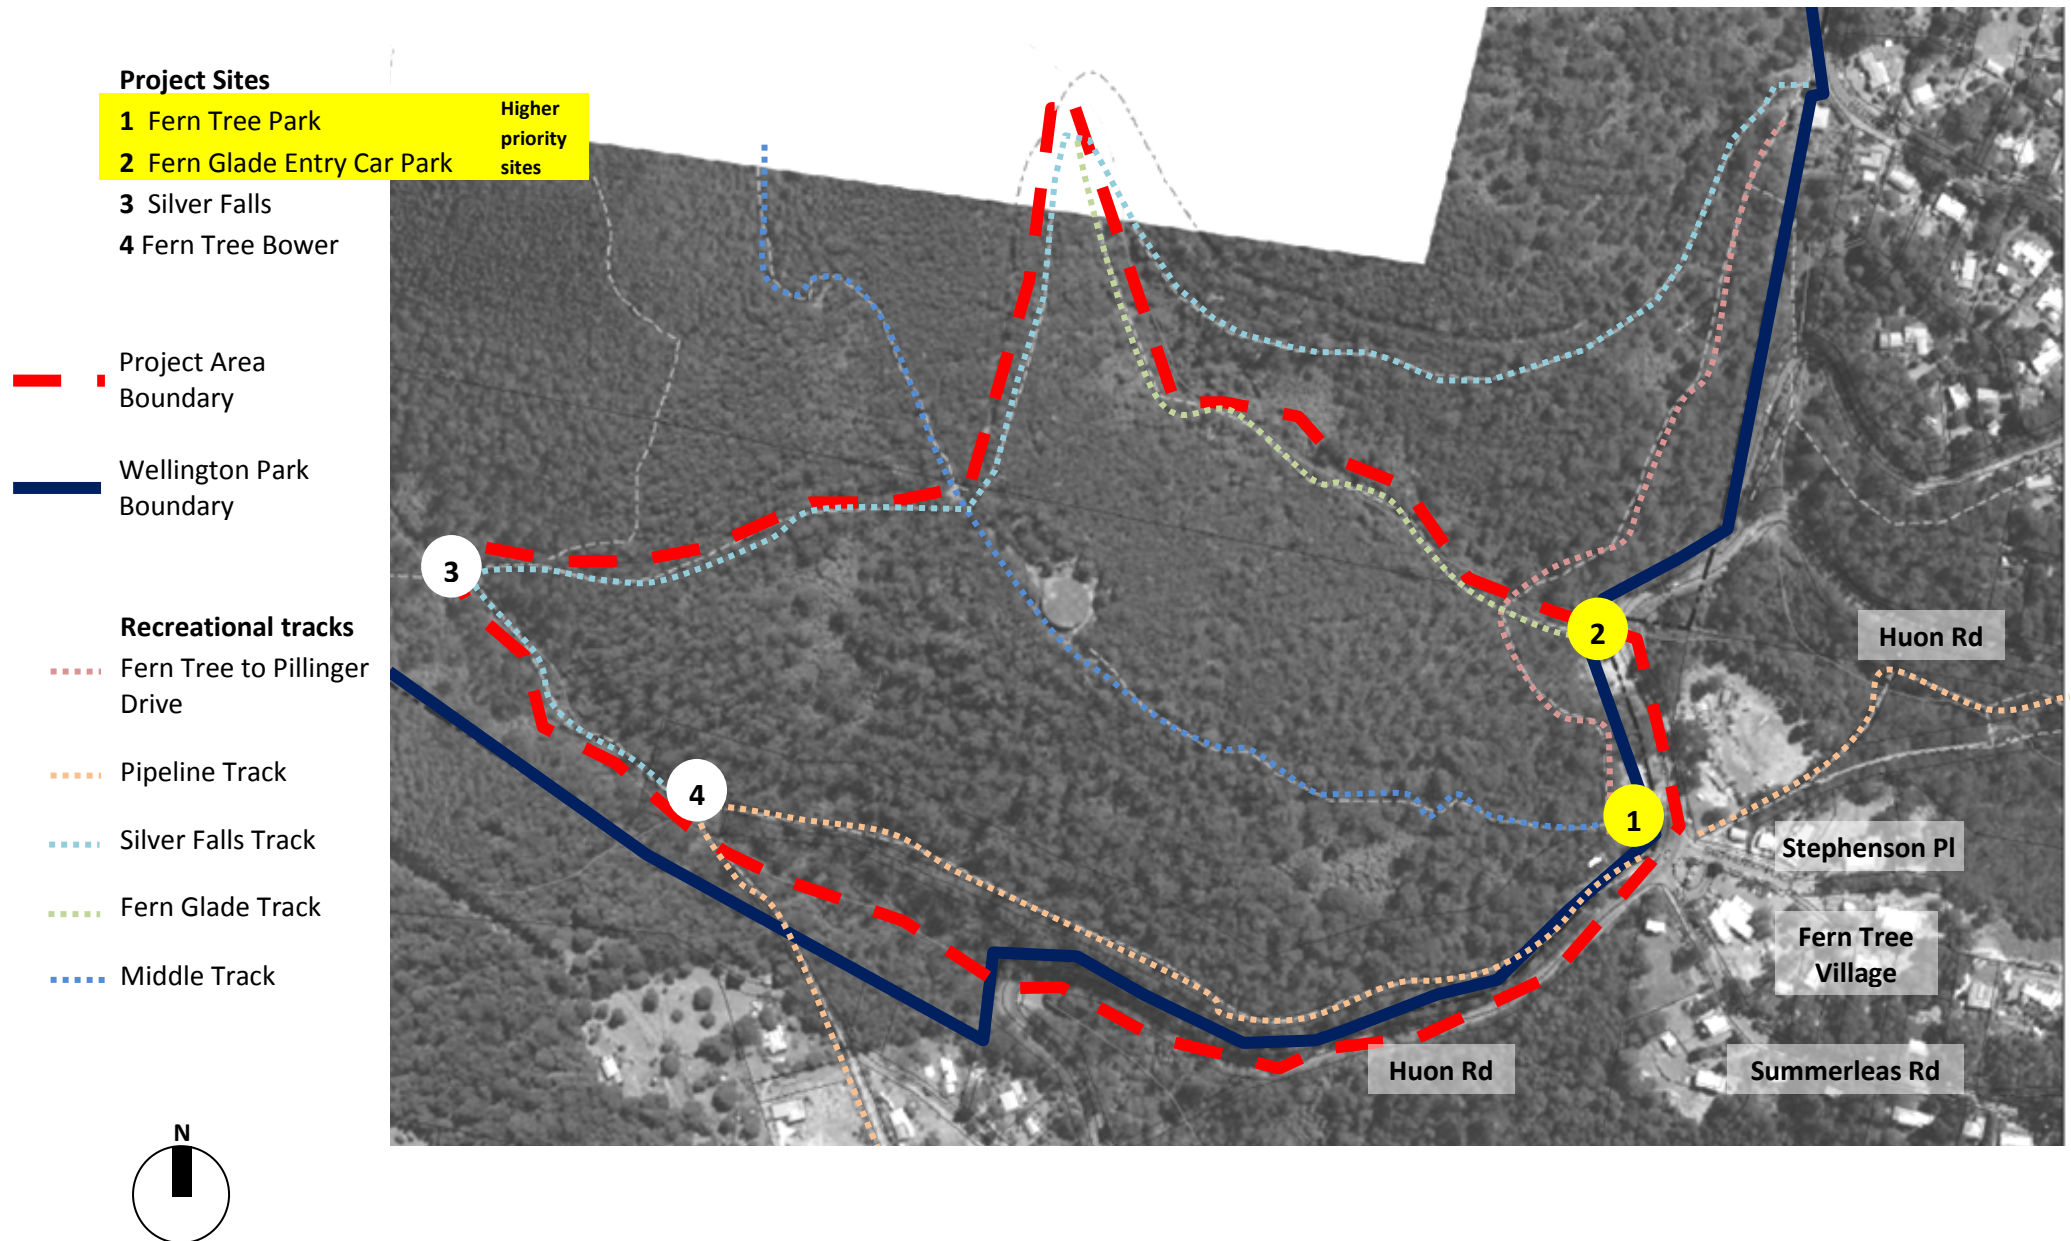 Project Sites
1 Fern Tree Park
2 Fern Glade Entry Car Park
Higher
priority
sites
3 Silver Falls
4 Fern Tree Bower
Project Area
Boundary
Wellington Park
Boundary
Recreational tracks
Fern Tree to Pillinger
Drive
Pipeline Track
Silver Falls Track
Fern Glade Track
Middle Track
N
3
4
2
1
Huon Rd
Stephenson Pl
Fern Tree
Village
Huon Rd
Summerleas Rd